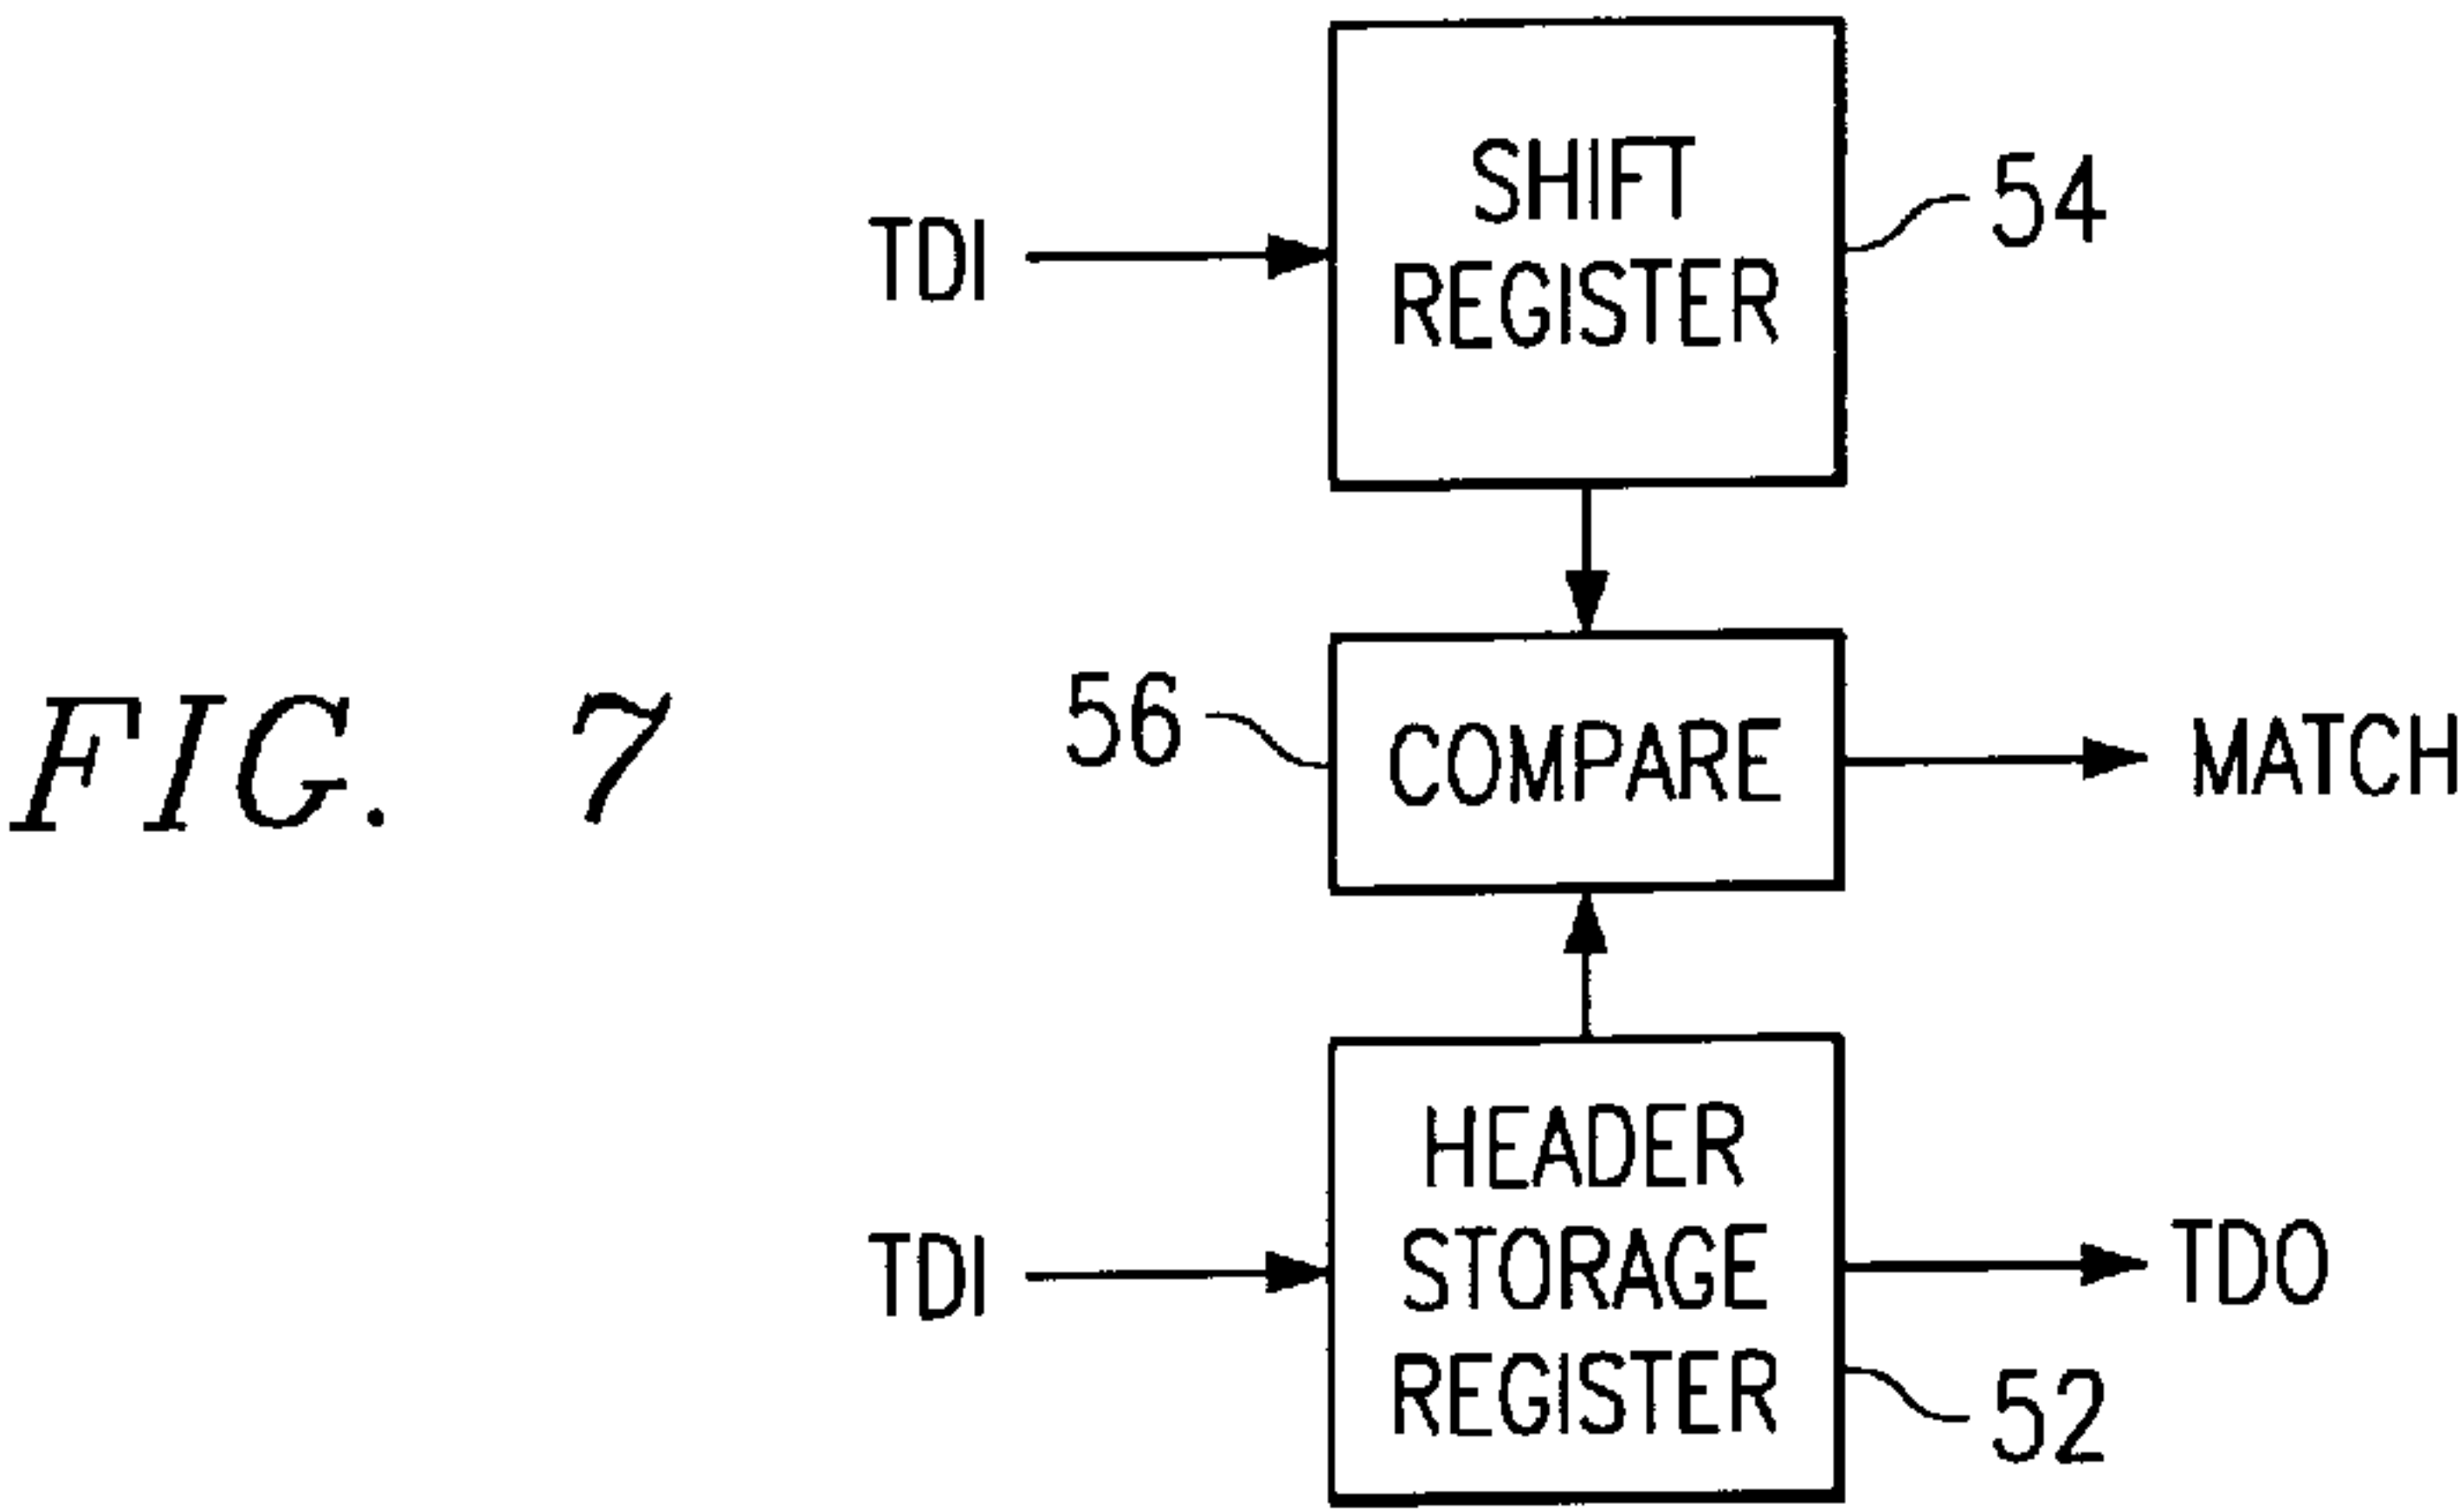 SHIFT
REGISTER
54
TDI
56
COMPARE
MATCH
FIG. 7
HEADER
STORAGE
REGISTER
TDI
TDO
52